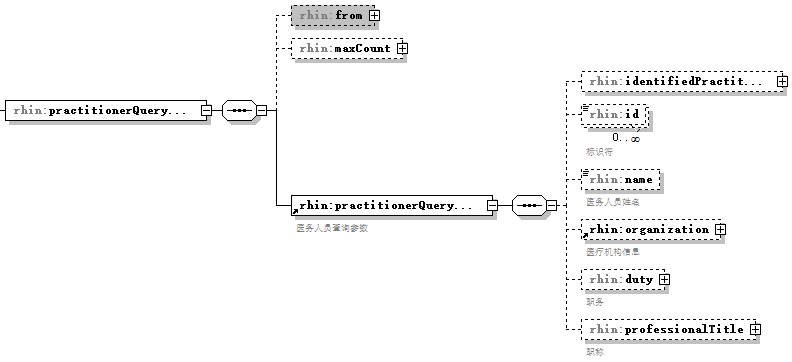 rhin:from
rhin:maxCount
rhin:practitionerQuery...
rhin:practitionerQuery...
医务人员查询参数
rhin:identifiedPractit...
rhin:id
0..∞
标识符
rhin:name
医务人员姓名
rhin:organization
医疗机构信息
rhin:duty
职务
rhin:professionalTitle
职称